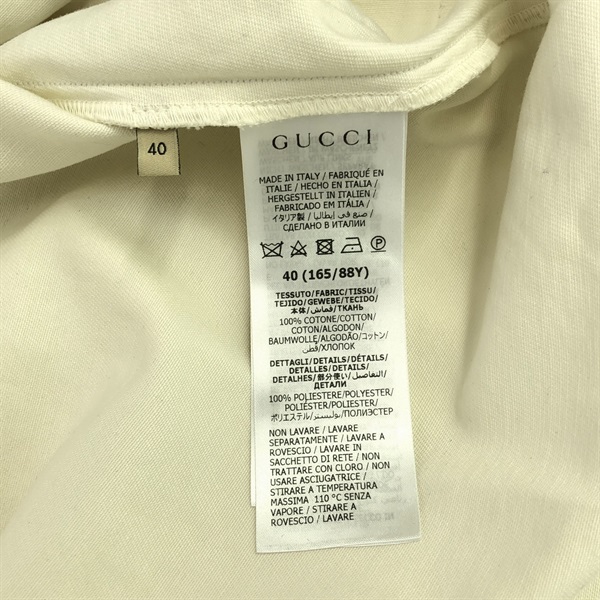 40
GUCCI
MADE IN ITALY / FABRIQUÉ EN
ITALIE / HECHO EN ITALIA /
HERGESTELLT IN ITALIEN /
FABRICADO EM ITÁLIA /
イタリア製 / صنع في إيطاليا /
СДЕЛАНО В ИТАЛИИ
40 (165/88Y)
TESSUTO/FABRIC/TISSU/
TEJIDO/GEWEBE/TECIDO/
本体/قماش/ТКАНЬ
100% COTONE/COTTON/
COTON/ALGODON/
BAUMWOLLE/ALGODÃO/コットン/
قطن/ХЛОПОК
DETTAGLI/DETAILS/DÉTAILS/
DETALLES/DETAILS/
DETALHES/部分使い/التفاصيل/
ДЕТАЛИ
100% POLIESTERE/POLYESTER/
POLIÉSTER/POLYESTER/
ポリエステル/بوليستر/ПОЛИЭСТЕР
NON LAVARE / LAVARE
SEPARATAMENTE / LAVARE A
ROVESCIO / LAVARE IN
SACCHETTO DI RETE / NON
TRATTARE CON CLORO / NON
USARE ASCIUGATRICE /
STIRARE A TEMPERATURA
MASSIMA 110 °C SENZA
VAPORE / STIRARE A
ROVESCIO / LAVARE